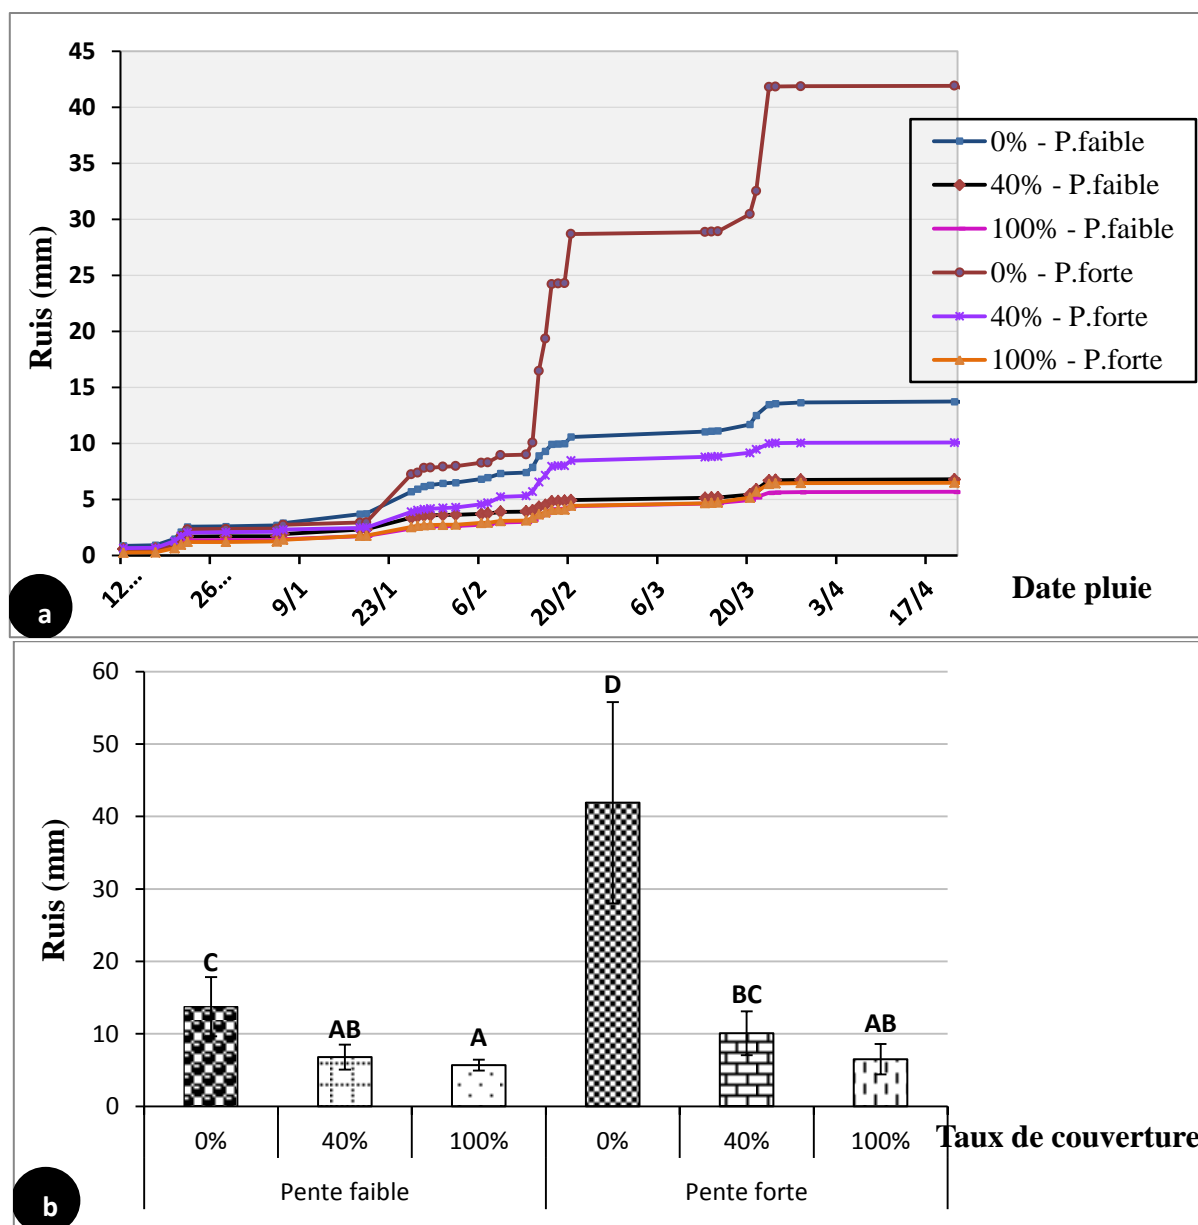 45
40
35
30
25
20
15
10
5
0
Ruis (mm)
0% - P.faible
40% - P.faible
100% - P.faible
0% - P.forte
40% - P.forte
100% - P.forte
12... 26... 9/1 23/1 6/2 20/2 6/3 20/3 3/4 17/4
Date pluie
a
60
50
40
30
20
10
0
Ruis (mm)
C AB A D BC AB
0% 40% 100% 0% 40% 100%
Taux de couverture
Pente faible Pente forte
b